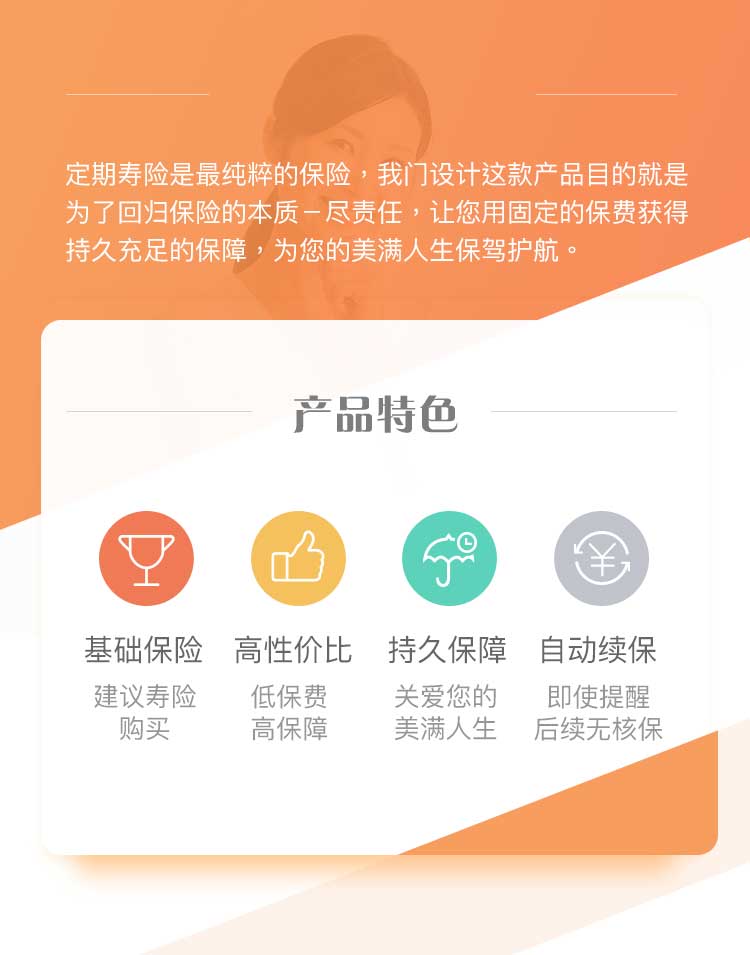 定期寿险是最纯粹的保险，我们设计这款产品目的就是
为了回归保险的本质－尽责任，让您用固定的保费获得
持久充足的保障，为您的美满人生保驾护航。
产品特色
基础保险 高性价比 持久保障 自动续保
建议寿险 低保费 关爱您的 即使提醒
购买 高保障 美满人生 后续无核保